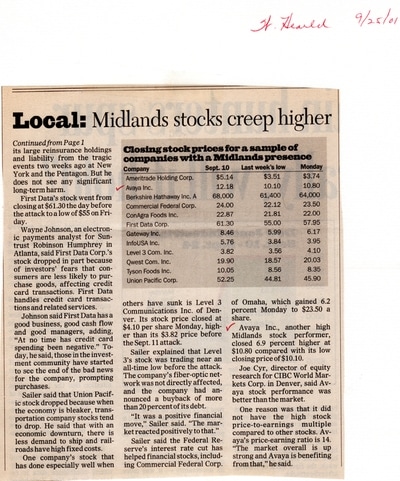 W. Hearld 9/25/01
Local: Midlands stocks creep higher
Continued from Page 1
its large reinsurance holdings
and liability from the tragic
events two weeks ago at New
York and the Pentagon. But he
does not see any significant
long-term harm.
First Data's stock went from
closing at $61.30 the day before
the attack to a low of $55 on Fri-
day.
Wayne Johnson, an electron-
ic payments analyst for Sun-
trust Robinson Humphrey in
Atlanta, said First Data Corp.'s
stock dropped in part because
of investors' fears that con-
sumers are less likely to pur-
chase goods, affecting credit
card transactions. First Data
handles credit card transac-
tions and related services.
Johnson said First Data has a
good business, good cash flow
and good managers, adding,
"At no time has credit card
spending been negative." To-
day, he said, those in the invest-
ment community have started
to see the end of the bad news
for the company, prompting
purchases.
Sailer said that Union Pacif-
ic stock dropped because when
the economy is bleaker, trans-
portation company stocks tend
to drop. He said that with an
economic downturn, there is
less demand to ship and rail-
roads have high fixed costs.
One company's stock that
has done especially well when
Closing stock prices for a sample of
companies with a Midlands presence
Company Sept. 10 Last week's low Monday
Ameritrade Holding Corp. $5.14 $3.51 $3.74
Avaya Inc. 12.18 10.10 10.80
Berkshire Hathaway Inc. A 68,000 61,400 64,000
Commercial Federal Corp. 24.00 22.12 23.50
ConAgra Foods Inc. 22.87 21.81 22.00
First Data Corp. 61.30 55.00 57.95
Gateway Inc. 8.46 5.99 6.17
InfoUSA Inc. 5.76 3.84 3.95
Level 3 Com. Inc. 3.82 3.56 4.10
Qwest Com. Inc. 19.90 18.57 20.03
Tyson Foods Inc. 10.05 8.56 8.35
Union Pacific Corp. 52.25 44.81 45.90
others have sunk is Level 3
Communications Inc. of Den-
ver. Its stock price closed at
$4.10 per share Monday, high-
er than its $3.82 price before
the Sept. 11 attack.
Sailer explained that Level
3's stock was trading near an
all-time low before the attack.
The company's fiber-optic net-
work was not directly affected,
and the company had an-
nounced a buyback of more
than 20 percent of its debt.
"It was a positive financial
move," Sailer said. "The mar-
ket reacted positively to that."
Sailer said the Federal Re-
serve's interest rate cut has
helped financial stocks, includ-
ing Commercial Federal Corp.
of Omaha, which gained 6.2
percent Monday to $23.50 a
share.
Avaya Inc., another high
Midlands stock performer,
closed 6.9 percent higher at
$10.80 compared with its low
closing price of $10.10.
Joe Cyr, director of equity
research for CIBC World Mar-
kets Corp. in Denver, said Av-
aya stock performance was
better than the market.
One reason was that it did
not have the high stock
price-to-earnings multiple
compared to other stocks. Av-
aya's price-earning ratio is 14.
"The market overall is up
strong and Avaya is benefiting
from that," he said.